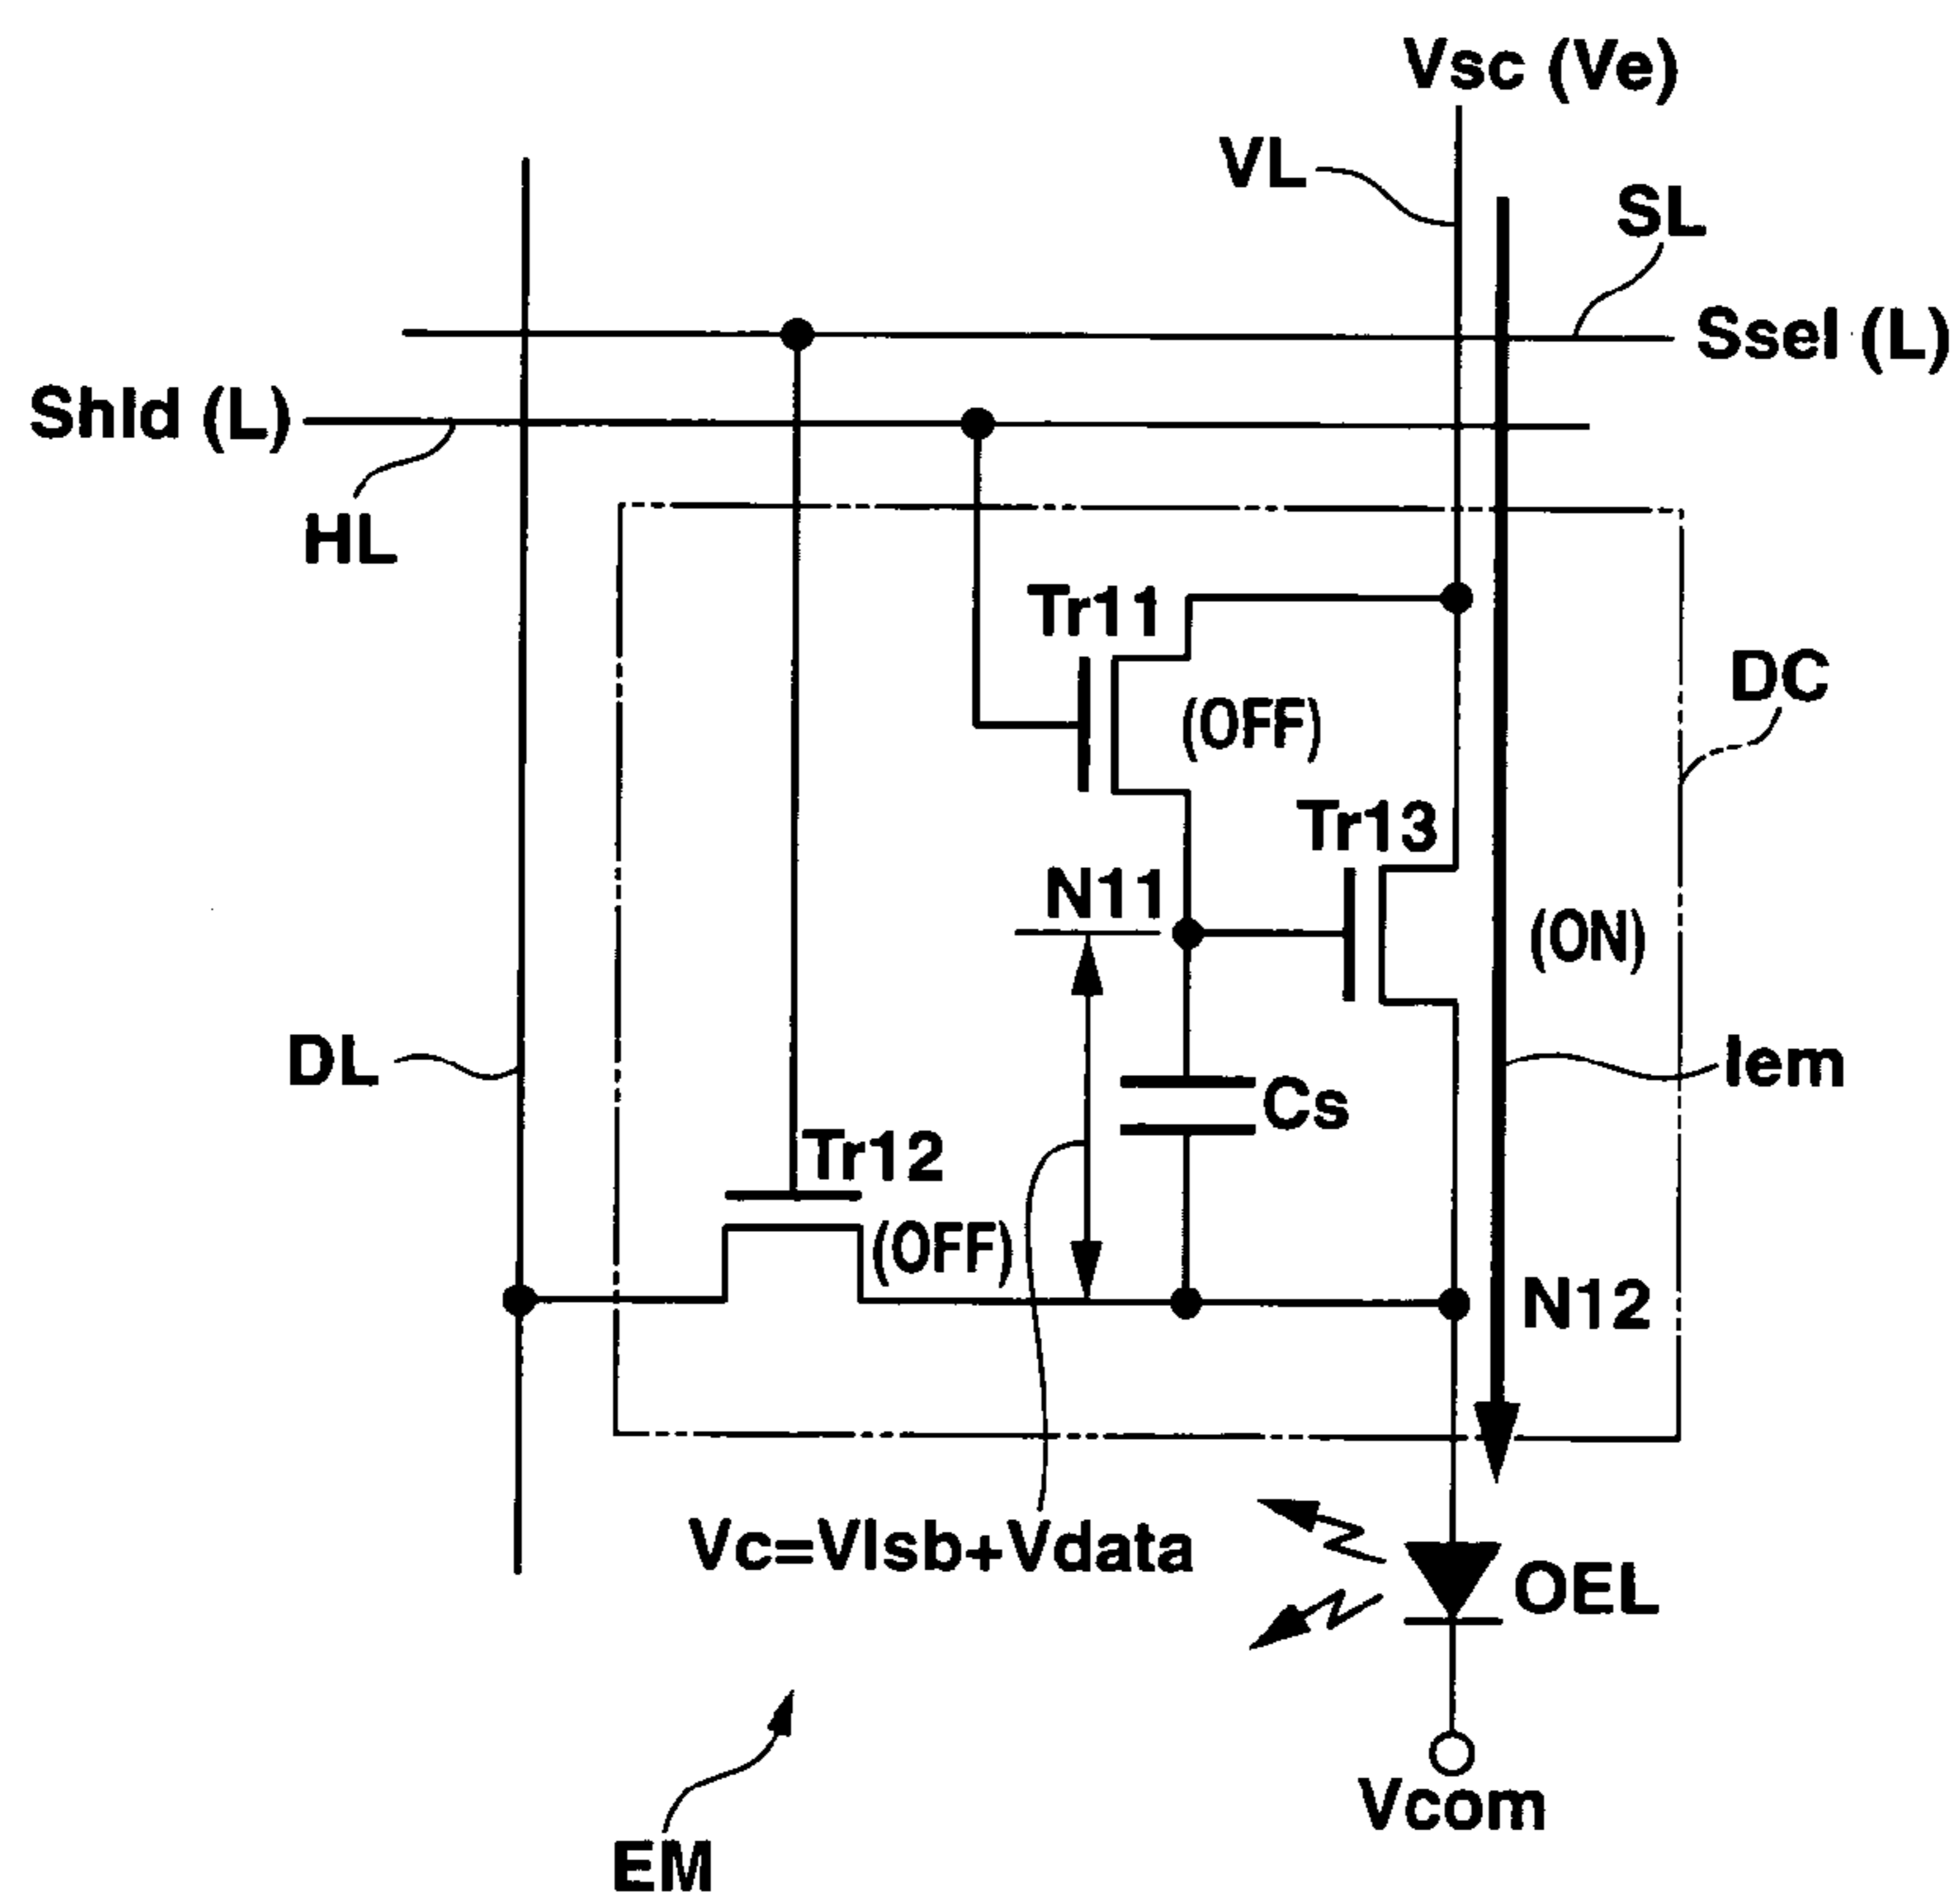 Vsc (Ve)
VL
SL
Ssel (L)
Shld (L)
HL
Tr11
(OFF)
DC
Tr13
N11
(ON)
DL
Iem
Cs
Tr12
(OFF)
N12
Vc=Vlsb+Vdata
OEL
Vcom
EM